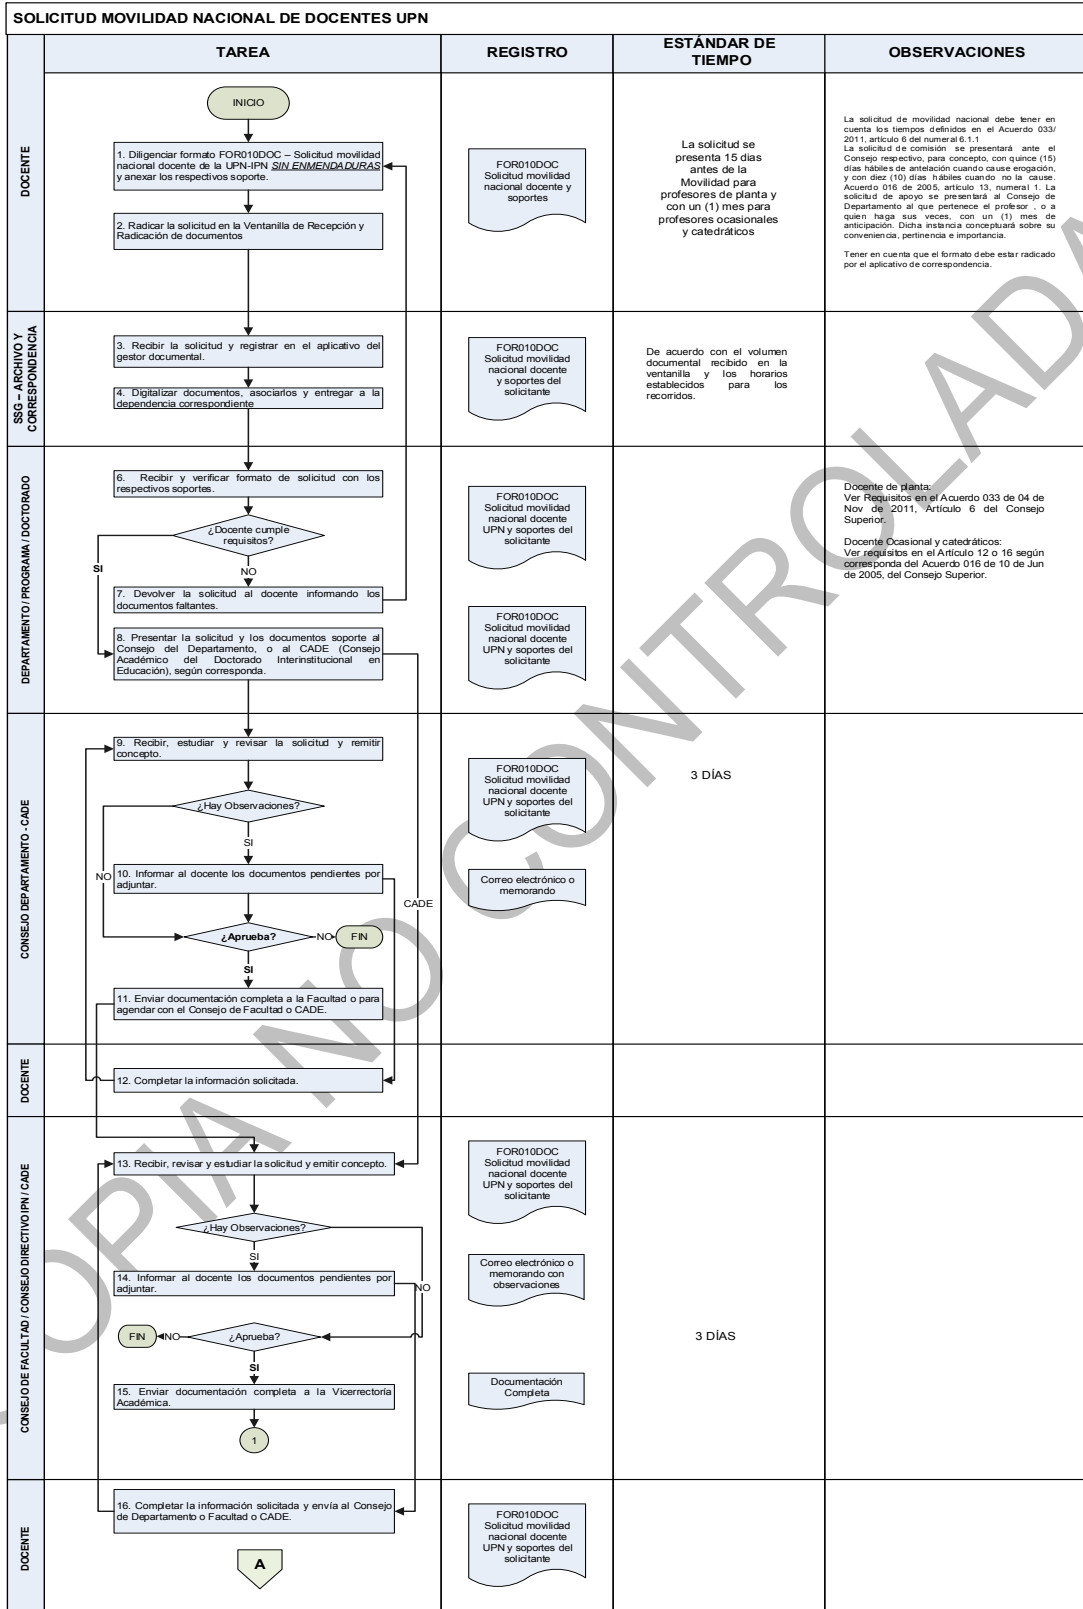 SOLICITUD MOVILIDAD NACIONAL DE DOCENTES UPN
TAREA
REGISTRO
ESTÁNDAR DE
TIEMPO
OBSERVACIONES
DOCENTE
INICIO
1. Diligenciar formato FOR010DOC – Solicitud movilidad
nacional docente de la UPN-IPN SIN ENMENDADURAS
y anexar los respectivos soporte.
2. Radicar la solicitud en la Ventanilla de Recepción y
Radicación de documentos
FOR010DOC
Solicitud movilidad
nacional docente y
soportes
La solicitud se
presenta 15 dias
antes de la
Movilidad para
profesores de planta y
con un (1) mes para
profesores ocasionales
y catedráticos
La solicitud de movilidad nacional debe tener en
cuenta los tiempos definidos en el Acuerdo 033/
2011, artículo 6 del numeral 6.1.1
La solicitud de comisión se presentará ante el
Consejo respectivo, para concepto, con quince (15)
días hábiles de antelación cuando cause erogación,
y con diez (10) días hábiles cuando no la cause.
Acuerdo 016 de 2005, artículo 13, numeral 1. La
solicitud de apoyo se presentará al Consejo de
Departamento al que pertenece el profesor , o a
quien haga sus veces, con un (1) mes de
anticipación. Dicha instancia conceptuará sobre su
conveniencia, pertinencia e importancia.
Tener en cuenta que el formato debe estar radicado
por el aplicativo de correspondencia.
SSG – ARCHIVO Y
CORRESPONDENCIA
3. Recibir la solicitud y registrar en el aplicativo del
gestor documental.
4. Digitalizar documentos, asociarlos y entregar a la
dependencia correspondiente
FOR010DOC
Solicitud movilidad
nacional docente
y soportes del
solicitante
De acuerdo con el volumen
documental recibido en la
ventanilla y los horarios
establecidos para los
recorridos.
DEPARTAMENTO / PROGRAMA / DOCTORADO
6. Recibir y verificar formato de solicitud con los
respectivos soportes.
¿Docente cumple
requisitos?
SI
NO
7. Devolver la solicitud al docente informando los
documentos faltantes.
8. Presentar la solicitud y los documentos soporte al
Consejo del Departamento, o al CADE (Consejo
Académico del Doctorado Interinstitucional en
Educación), según corresponda.
FOR010DOC
Solicitud movilidad
nacional docente
UPN y soportes del
solicitante
FOR010DOC
Solicitud movilidad
nacional docente
UPN y soportes del
solicitante
Docente de planta:
Ver Requisitos en el Acuerdo 033 de 04 de
Nov de 2011, Artículo 6 del Consejo
Superior.
Docente Ocasional y catedráticos:
Ver requisitos en el Artículo 12 o 16 según
corresponda del Acuerdo 016 de 10 de Jun
de 2005, del Consejo Superior.
CONSEJO DEPARTAMENTO - CADE
9. Recibir, estudiar y revisar la solicitud y remitir
concepto.
¿Hay Observaciones?
SI
NO
10. Informar al docente los documentos pendientes por
adjuntar.
CADE
¿Aprueba?
NO
FIN
SI
11. Enviar documentación completa a la Facultad o para
agendar con el Consejo de Facultad o CADE.
FOR010DOC
Solicitud movilidad
nacional docente
UPN y soportes del
solicitante
Correo electrónico o
memorando
3 DÍAS
DOCENTE
12. Completar la información solicitada.
CONSEJO DE FACULTAD / CONSEJO DIRECTIVO IPN / CADE
13. Recibir, revisar y estudiar la solicitud y emitir concepto.
¿Hay Observaciones?
SI
14. Informar al docente los documentos pendientes por
adjuntar.
NO
FIN
NO
¿Aprueba?
SI
15. Enviar documentación completa a la Vicerrectoría
Académica.
1
FOR010DOC
Solicitud movilidad
nacional docente
UPN y soportes del
solicitante
Correo electrónico o
memorando con
observaciones
Documentación
Completa
3 DÍAS
DOCENTE
16. Completar la información solicitada y envía al Consejo
de Departamento o Facultad o CADE.
A
FOR010DOC
Solicitud movilidad
nacional docente
UPN y soportes del
solicitante
COPIA NO CONTROLADA